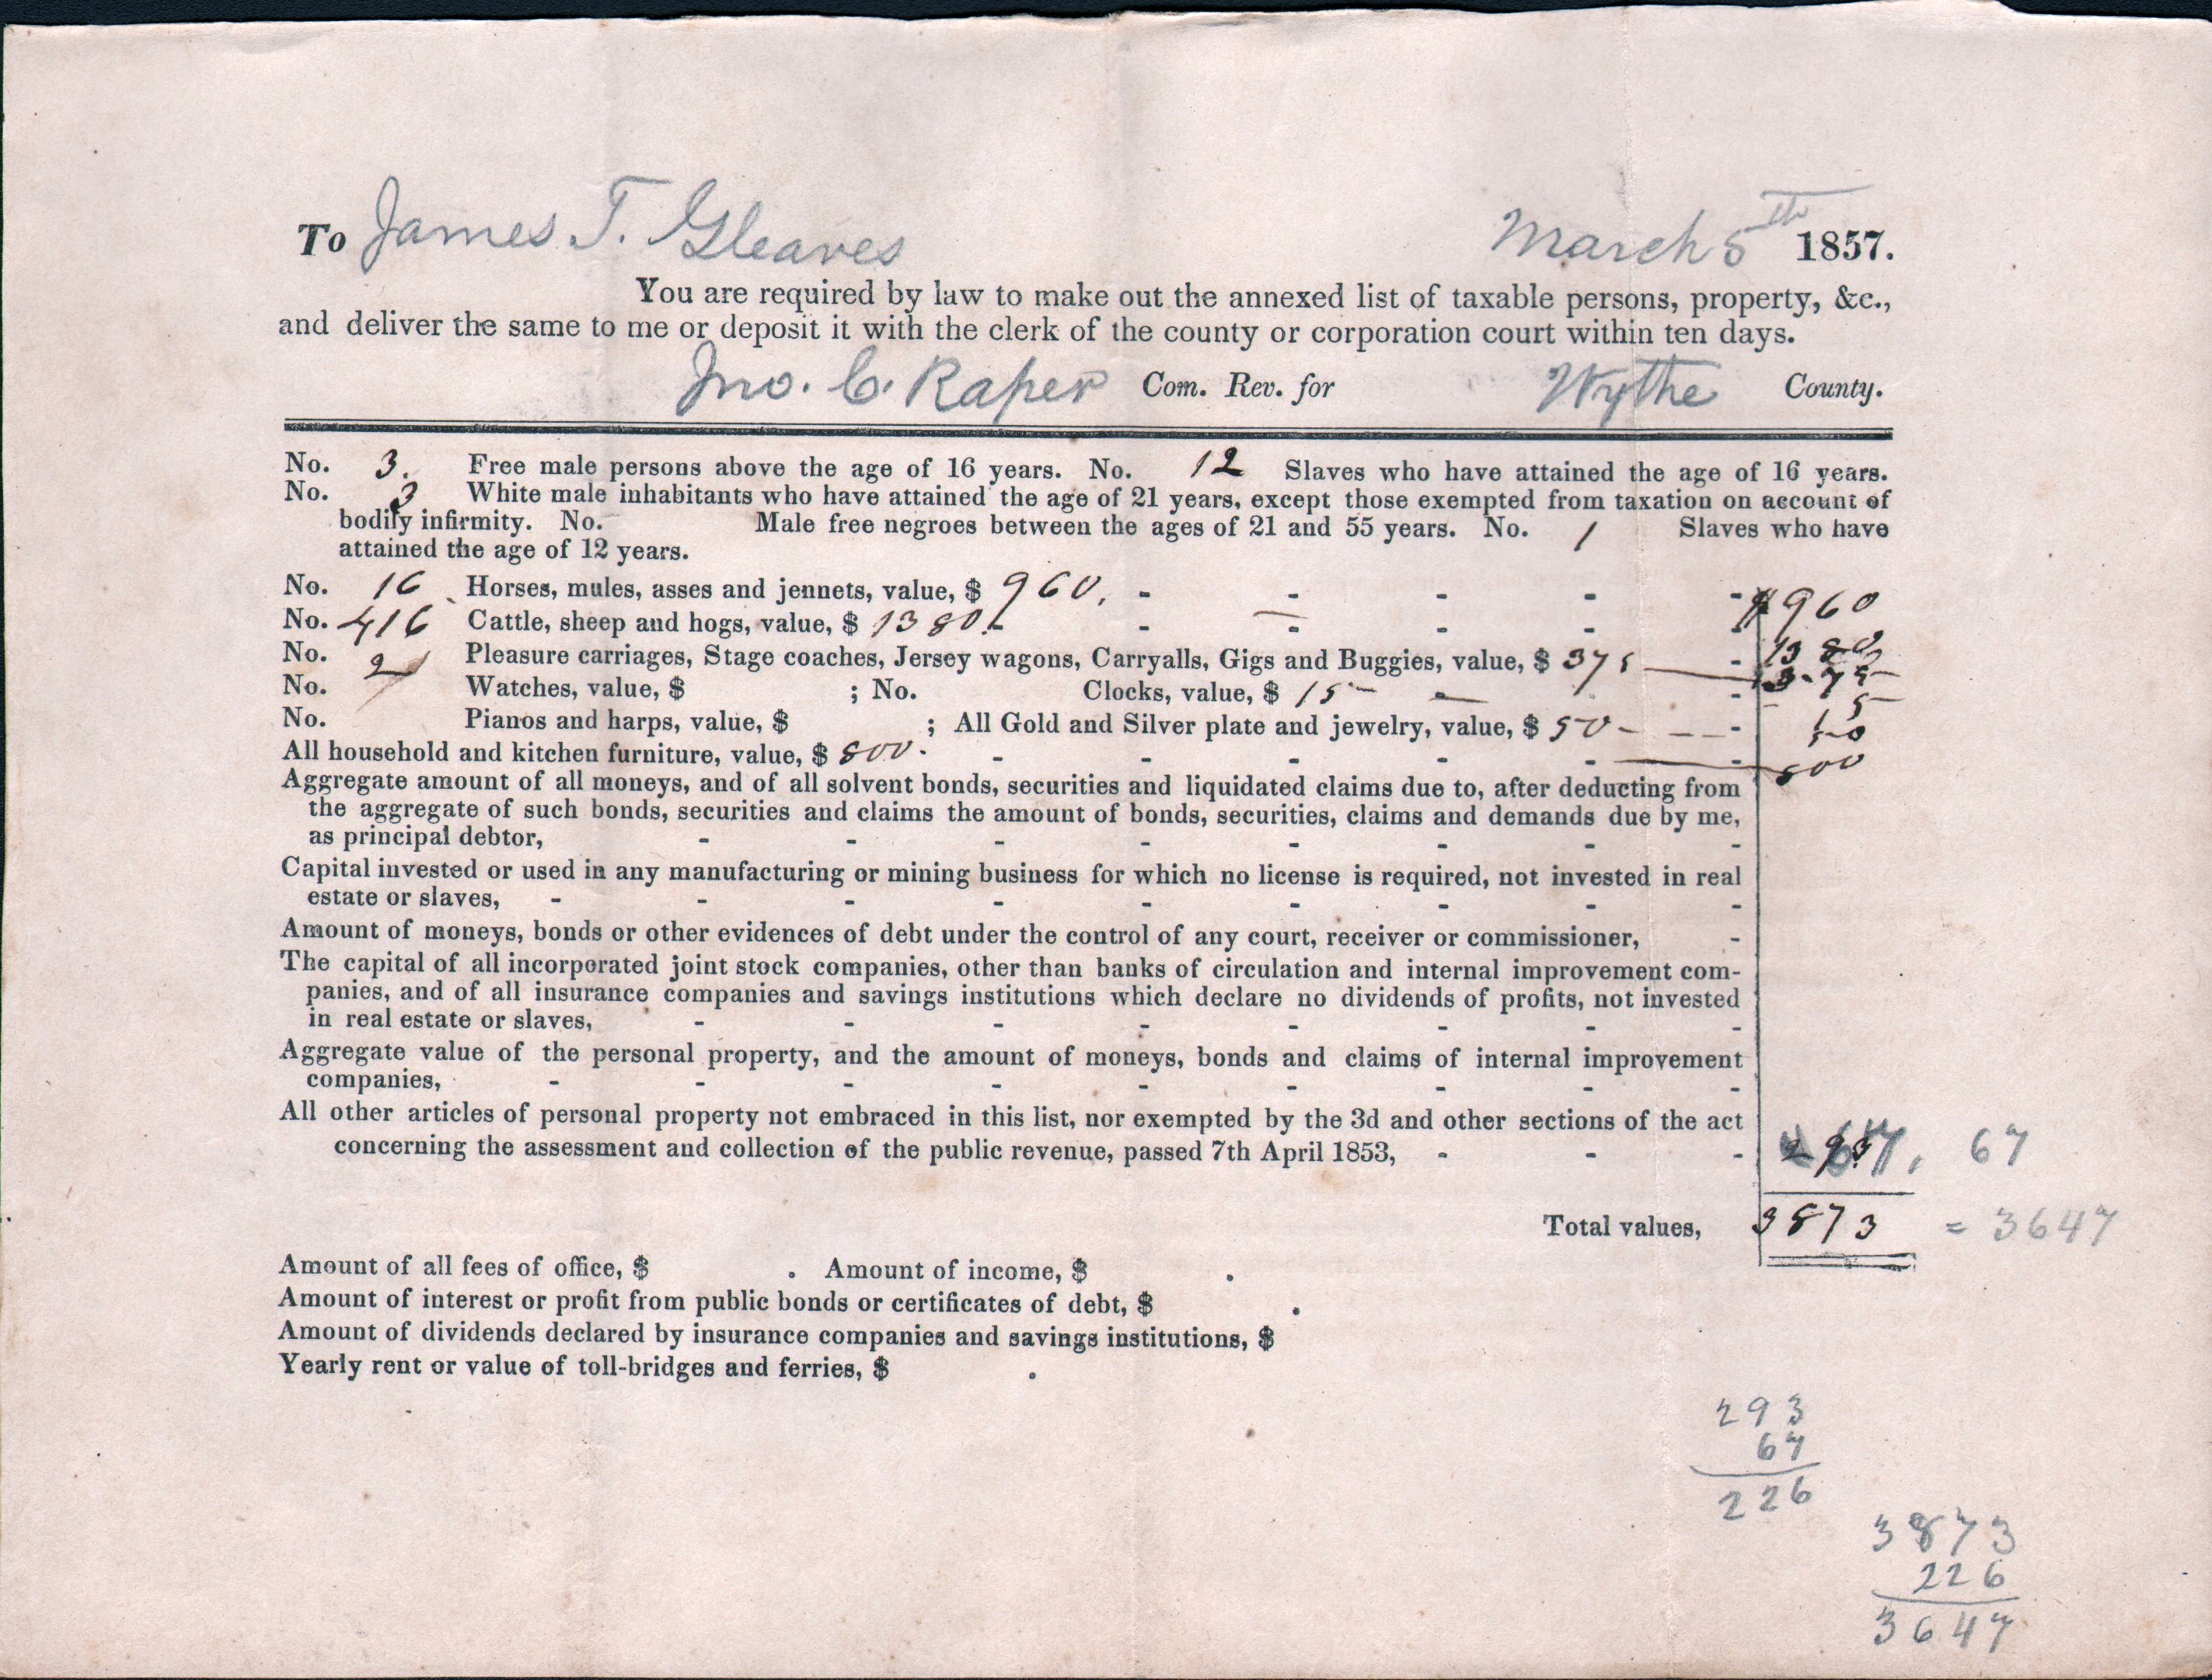 To James T. Gleaves March 5th 1857.
You are required by law to make out the annexed list of taxable persons, property, &c.,
and deliver the same to me or deposit it with the clerk of the county or corporation court within ten days.
Jno. C. Raper Com. Rev. for Wythe County.
No. 3. Free male persons above the age of 16 years. No. 12 Slaves who have attained the age of 16 years.
No. 3 White male inhabitants who have attained the age of 21 years, except those exempted from taxation on account of
bodily infirmity. No. Male free negroes between the ages of 21 and 55 years. No. 1 Slaves who have
attained the age of 12 years.
No. 16 Horses, mules, asses and jennets, value, $ 960. - - - - - $960
No. 416 Cattle, sheep and hogs, value, $ 1380. - - - - - 1380
No. 2 Pleasure carriages, Stage coaches, Jersey wagons, Carryalls, Gigs and Buggies, value, $ 375 - 375
No. Watches, value, $ ; No. Clocks, value, $ 15 - - 15
No. Pianos and harps, value, $ ; All Gold and Silver plate and jewelry, value, $ 50 - - 50
All household and kitchen furniture, value, $ 800. - - - - - - 800
Aggregate amount of all moneys, and of all solvent bonds, securities and liquidated claims due to, after deducting from
the aggregate of such bonds, securities and claims the amount of bonds, securities, claims and demands due by me,
as principal debtor, - - - - - - - -
Capital invested or used in any manufacturing or mining business for which no license is required, not invested in real
estate or slaves, - - - - - - - - -
Amount of moneys, bonds or other evidences of debt under the control of any court, receiver or commissioner, -
The capital of all incorporated joint stock companies, other than banks of circulation and internal improvement com-
panies, and of all insurance companies and savings institutions which declare no dividends of profits, not invested
in real estate or slaves, - - - - - - - -
Aggregate value of the personal property, and the amount of moneys, bonds and claims of internal improvement
companies, - - - - - - - - -
All other articles of personal property not embraced in this list, nor exempted by the 3d and other sections of the act
concerning the assessment and collection of the public revenue, passed 7th April 1853, - - - 293 67
Total values, 3873 = 3647
Amount of all fees of office, $ . Amount of income, $ .
Amount of interest or profit from public bonds or certificates of debt, $ .
Amount of dividends declared by insurance companies and savings institutions, $
Yearly rent or value of toll-bridges and ferries, $ .
293
67
226
3873
226
3647